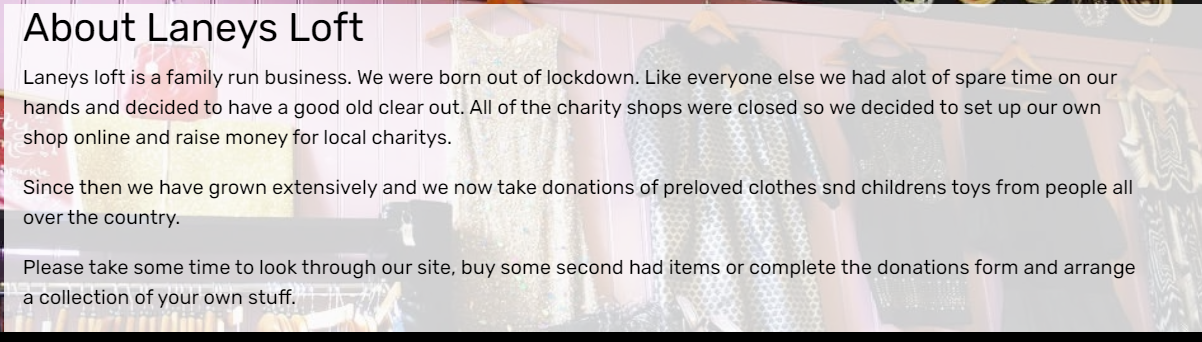 About Laneys Loft
Laneys loft is a family run business. We were born out of lockdown. Like everyone else we had alot of spare time on our
hands and decided to have a good old clear out. All of the charity shops were closed so we decided to set up our own
shop online and raise money for local charitys.
Since then we have grown extensively and we now take donations of preloved clothes snd childrens toys from people all
over the country.
Please take some time to look through our site, buy some second had items or complete the donations form and arrange
a collection of your own stuff.